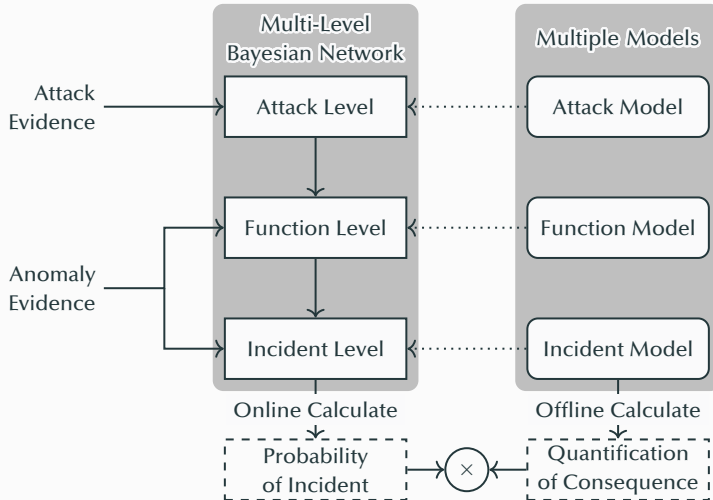 Multi-Level
Bayesian Network
Multiple Models
Attack
Evidence
Attack Level
Attack Model
Function Level
Function Model
Anomaly
Evidence
Incident Level
Incident Model
Online Calculate
Offline Calculate
Probability
of Incident
×
Quantification
of Consequence